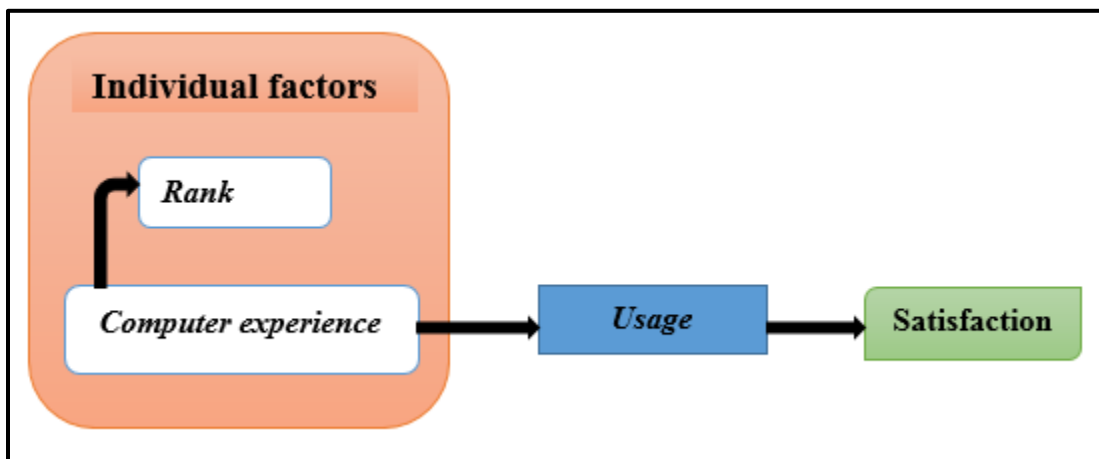 Individual factors
Rank
Computer experience
Usage
Satisfaction